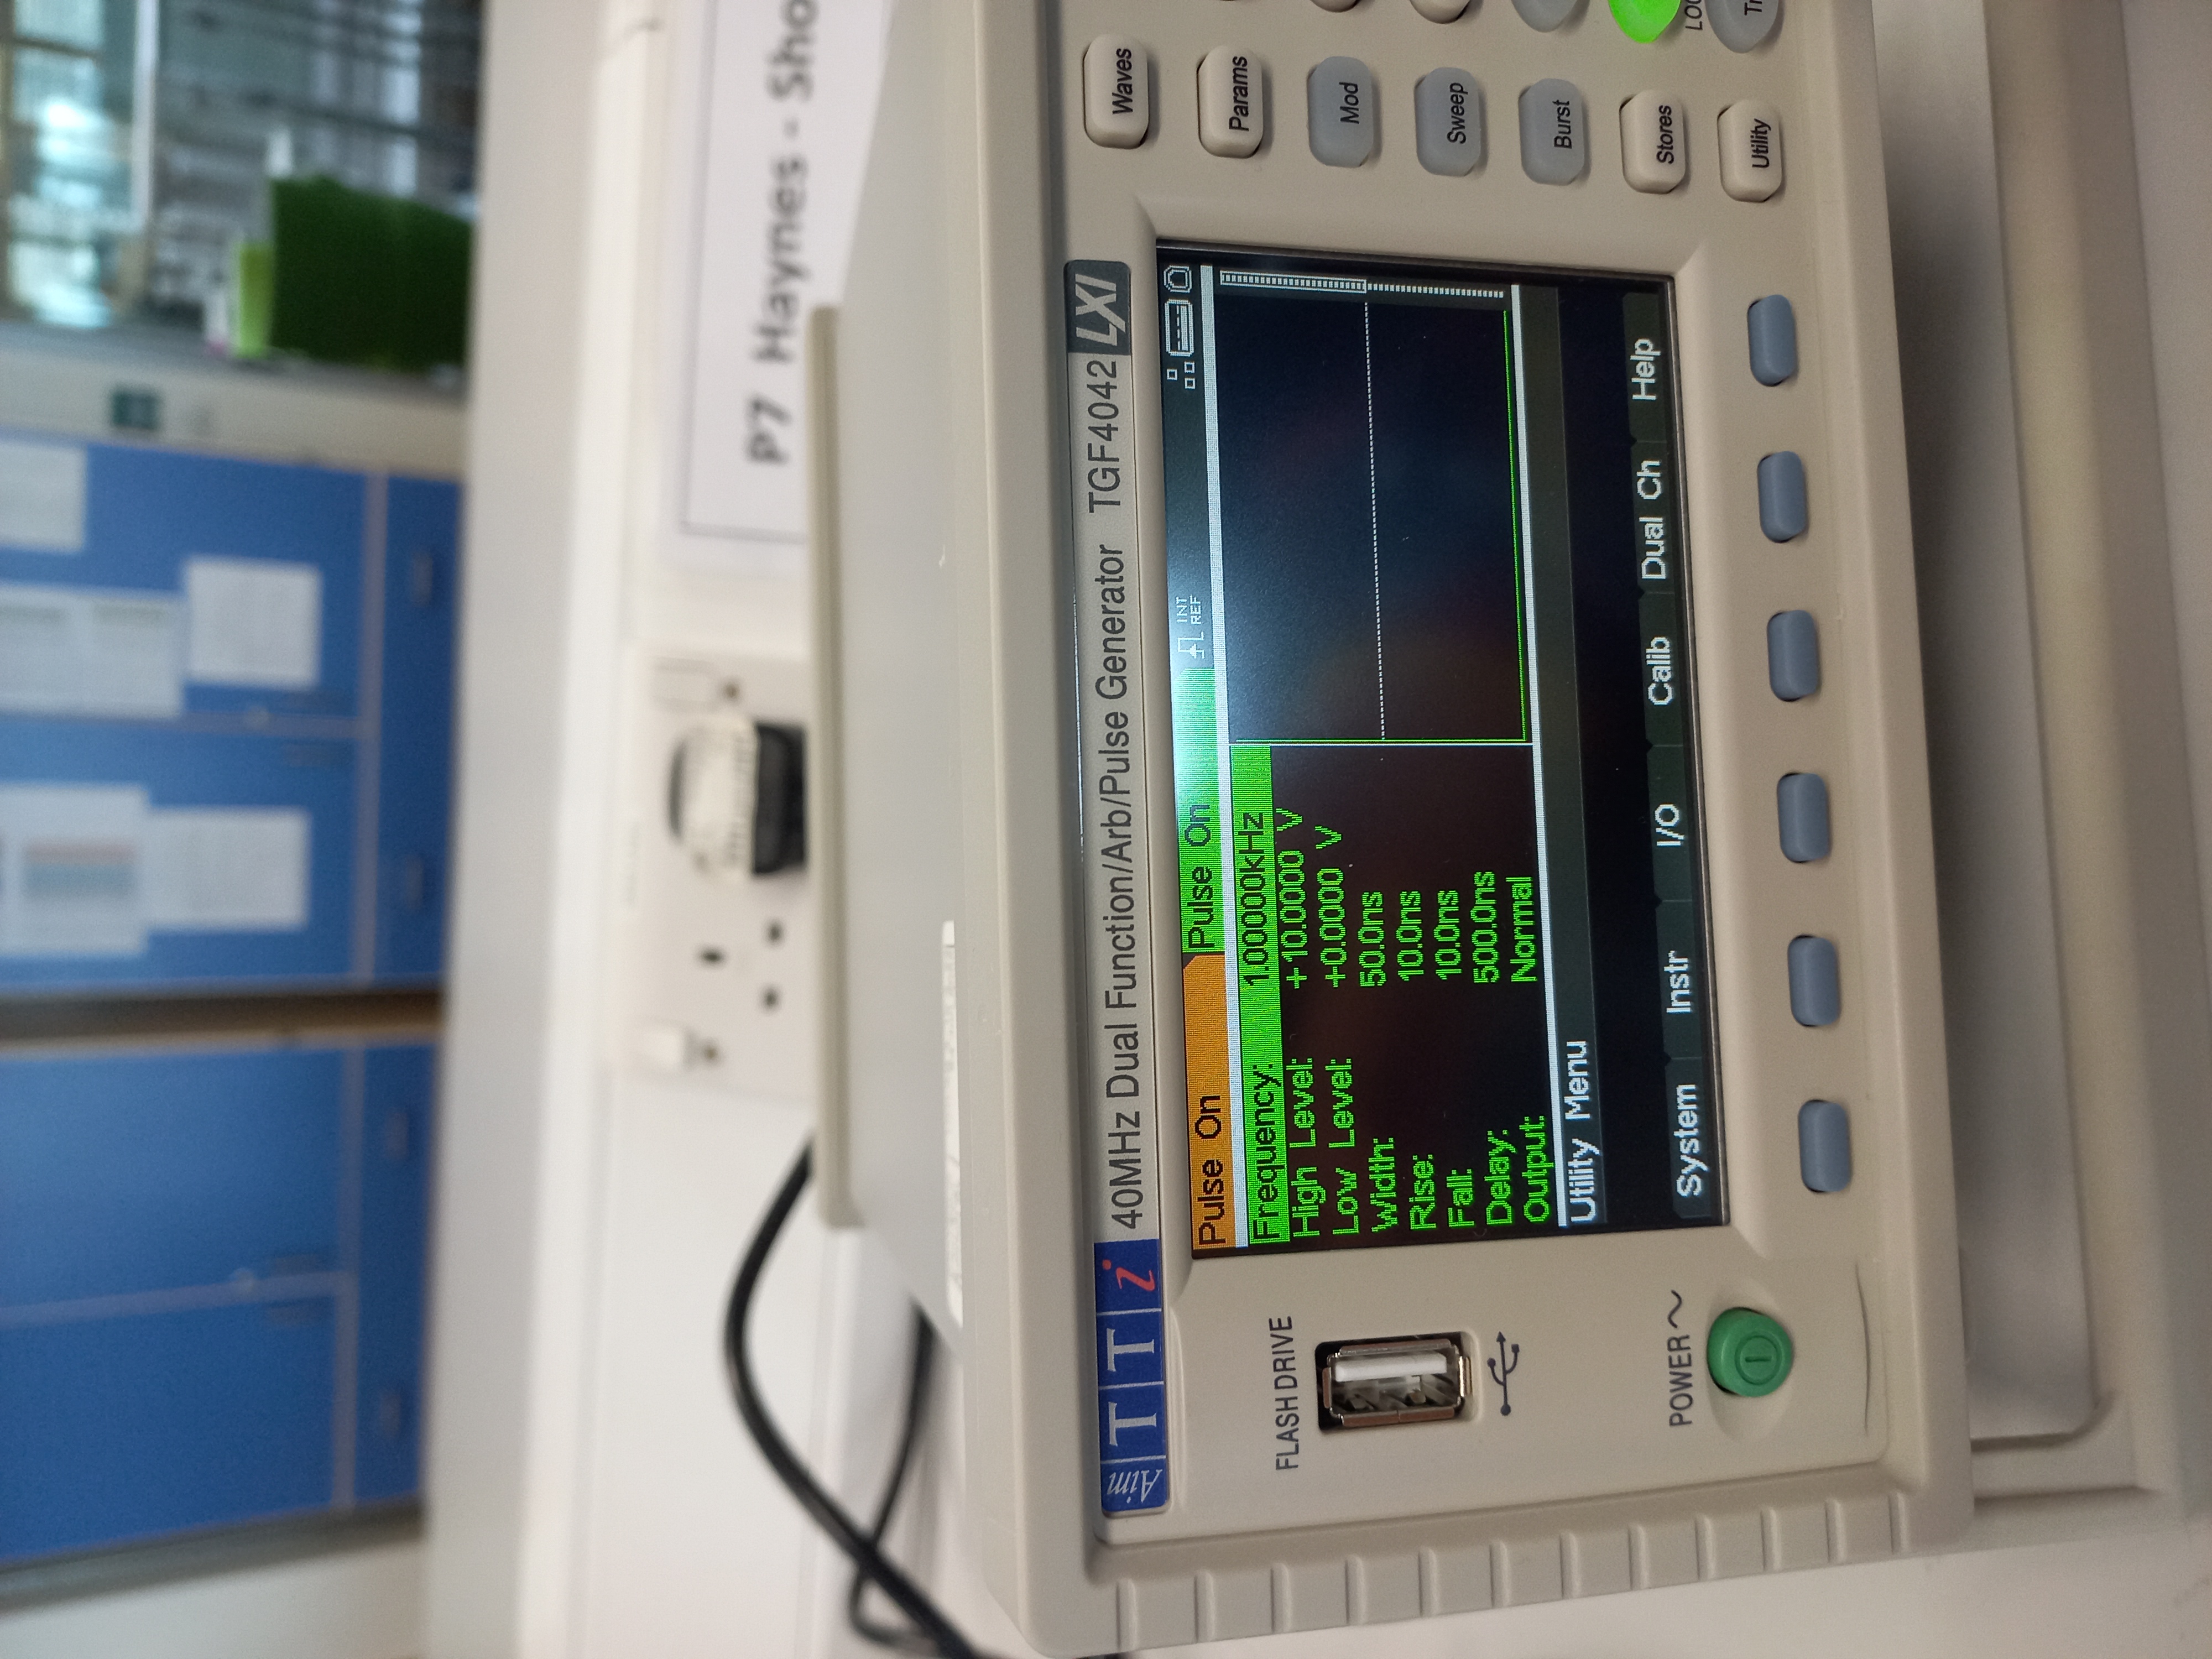 P7 Haynes - Sho
Aim TTi 40MHz Dual Function/Arb/Pulse Generator TGF4042 LXI
Pulse On Pulse On INT REF
Frequency: 1.00000kHz
High Level: +10.0000 V
Low Level: +0.0000 V
Width: 50.0ns
Rise: 10.0ns
Fall: 10.0ns
Delay: 500.0ns
Output: Normal
Utility Menu
System Instr I/O Calib Dual Ch Help
FLASH DRIVE
POWER
Waves
Params
Mod
Sweep
Burst
Stores
Utility